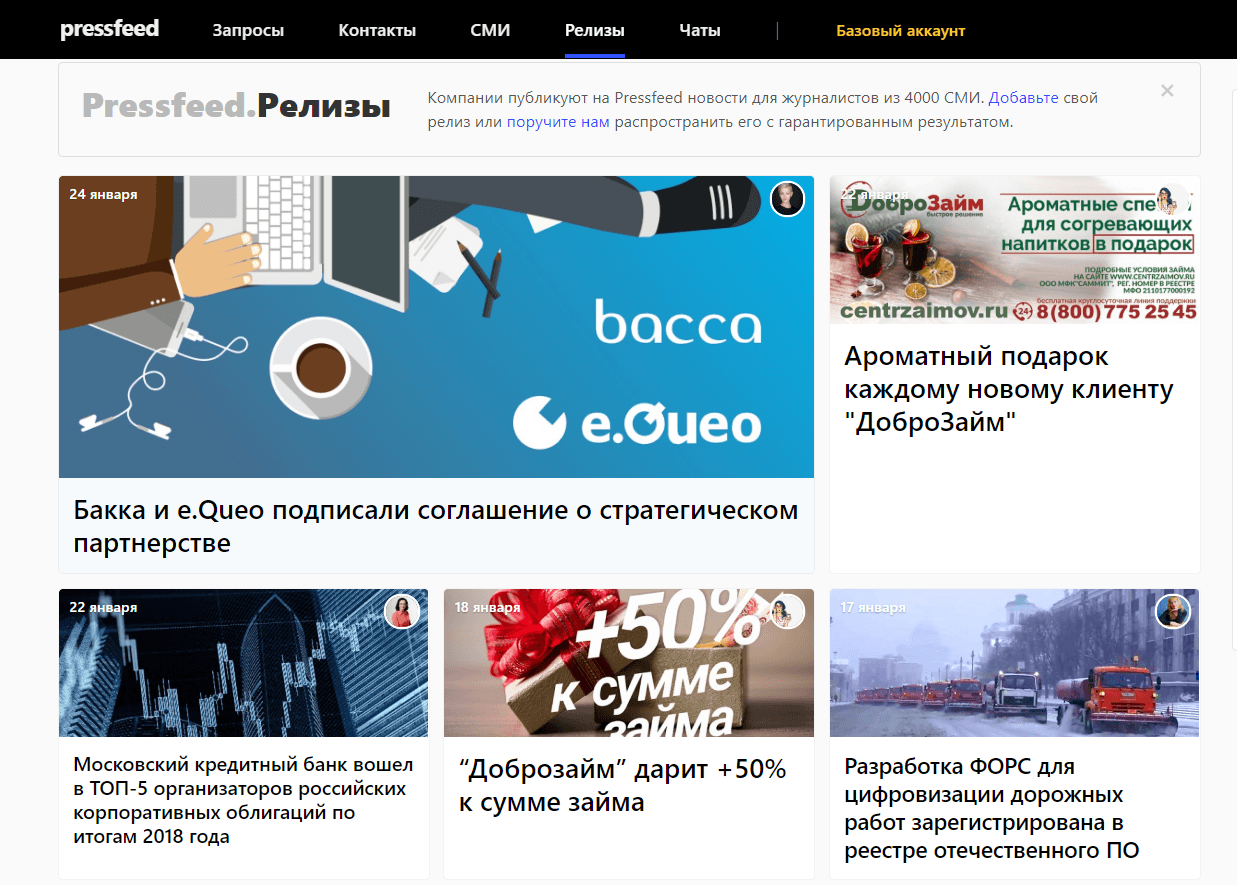 pressfeed
Запросы
Контакты
СМИ
Релизы
Чаты
Базовый аккаунт
Pressfeed.Релизы
Компании публикуют на Pressfeed новости для журналистов из 4000 СМИ. Добавьте свой
релиз или поручите нам распространить его с гарантированным результатом.
24 января
bacca
e.Queo
Бакка и e.Queo подписали соглашение о стратегическом
партнерстве
22 января
ДоброЗайм
быстрое решение
Ароматные
для согревающих
напитков в подарок
ПОДРОБНЫЕ УСЛОВИЯ ЗАЙМА
НА САЙТЕ WWW.CENTRZAIMOV.RU
ООО МФК"САММИТ", РЕГ. НОМЕР В РЕЕСТРЕ
МФО 2110177000192
бесплатная круглосуточная линия поддержки
centrzaimov.ru 24 8(800) 775 25 45
Ароматный подарок
каждому новому клиенту
"ДоброЗайм"
22 января
Московский кредитный банк вошел
в ТОП-5 организаторов российских
корпоративных облигаций по
итогам 2018 года
18 января
+50%
к сумме
займа
“Доброзайм” дарит +50%
к сумме займа
17 января
Разработка ФОРС для
цифровизации дорожных
работ зарегистрирована в
реестре отечественного ПО